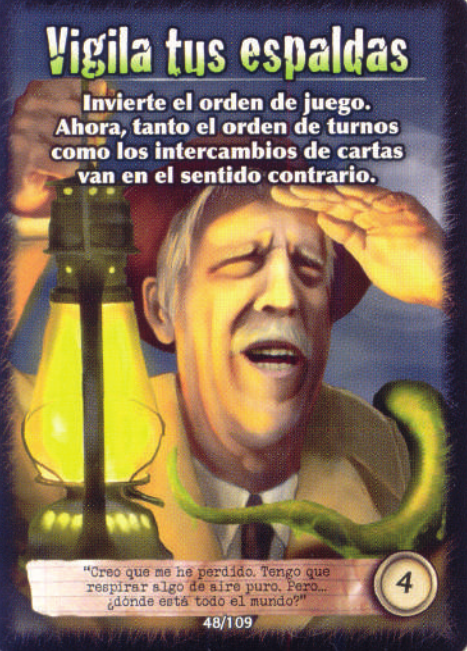 Vigila tus espaldas
Invierte el orden de juego.
Ahora, tanto el orden de turnos
como los intercambios de cartas
van en el sentido contrario.
"Creo que me he perdido. Tengo que
respirar algo de aire puro. Pero...
¿dónde está todo el mundo?"
4
48/109